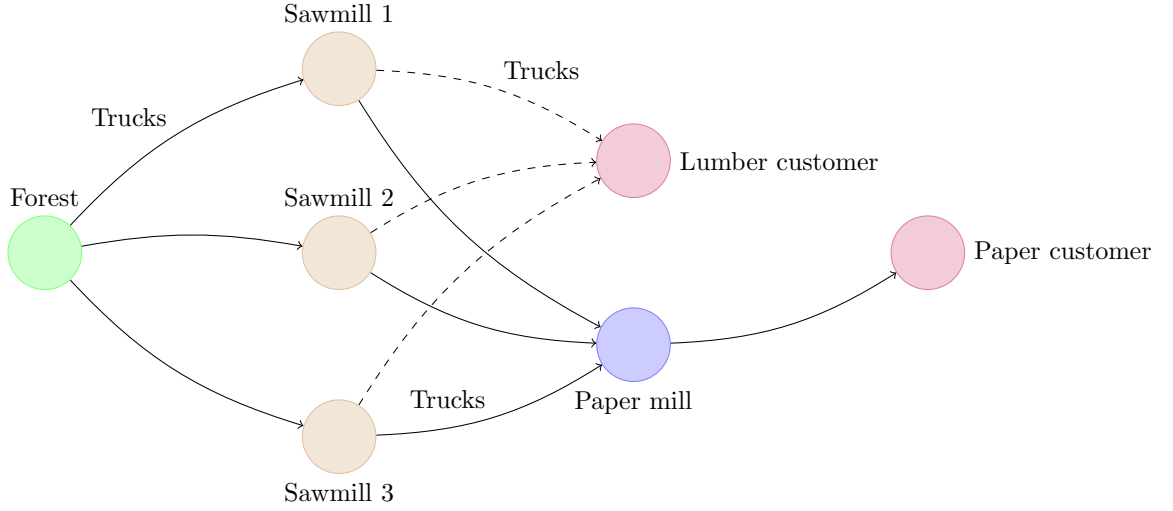 Sawmill 1
Trucks
Trucks
Lumber customer
Forest
Sawmill 2
Paper customer
Trucks
Paper mill
Sawmill 3